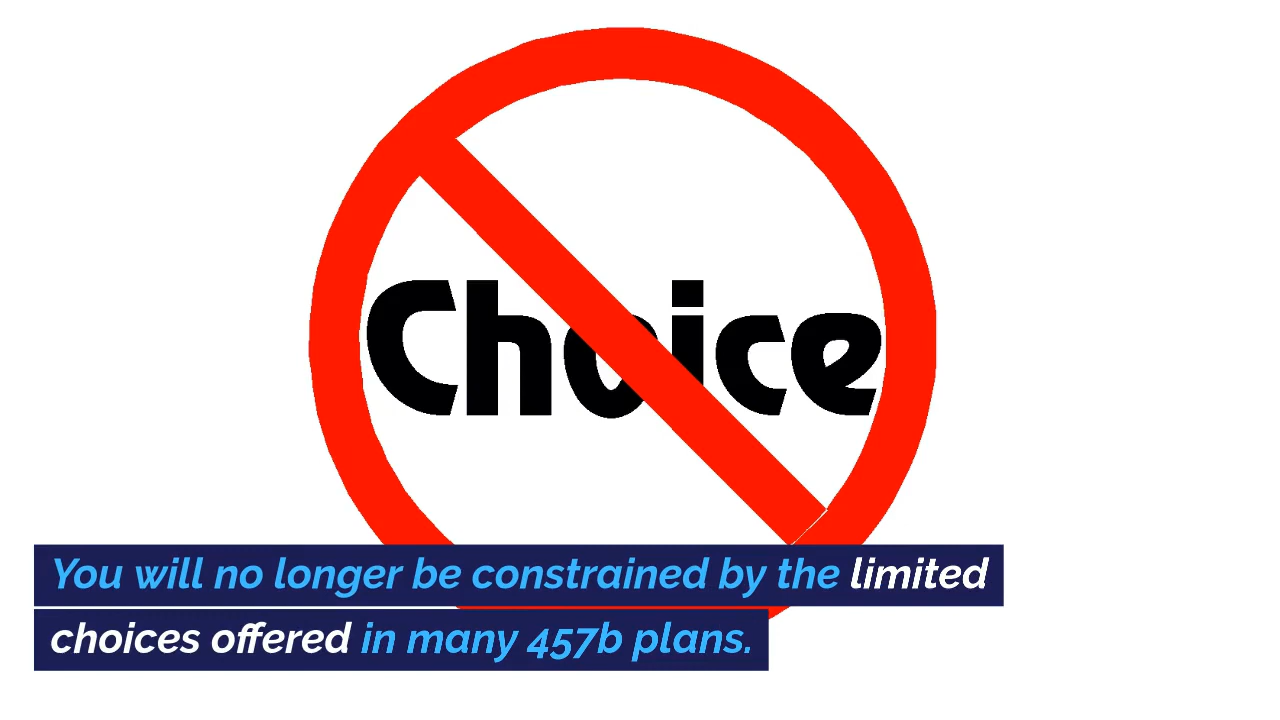 Choice
You will no longer be constrained by the limited
choices offered in many 457b plans.